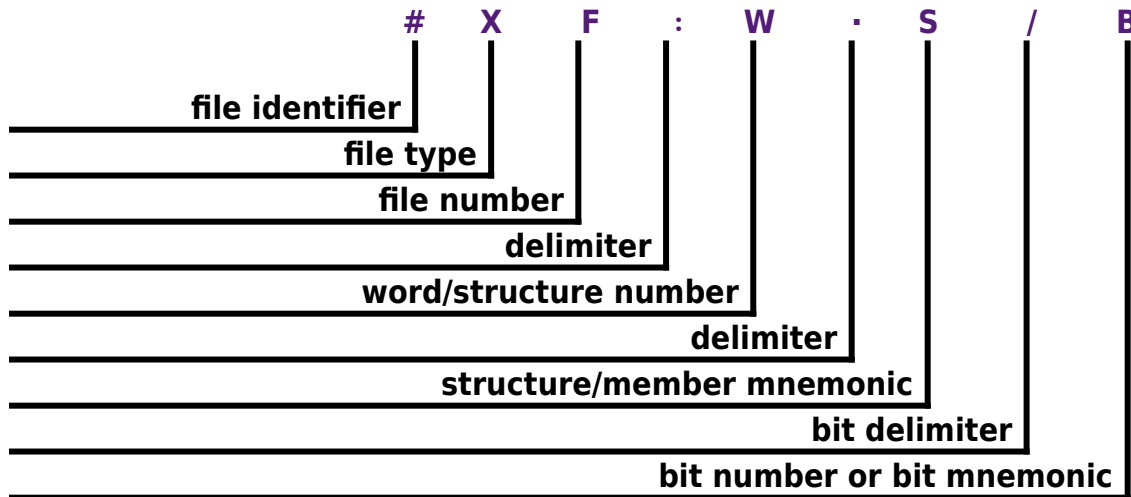 # X F : W . S / B
file identifier
file type
file number
delimiter
word/structure number
delimiter
structure/member mnemonic
bit delimiter
bit number or bit mnemonic